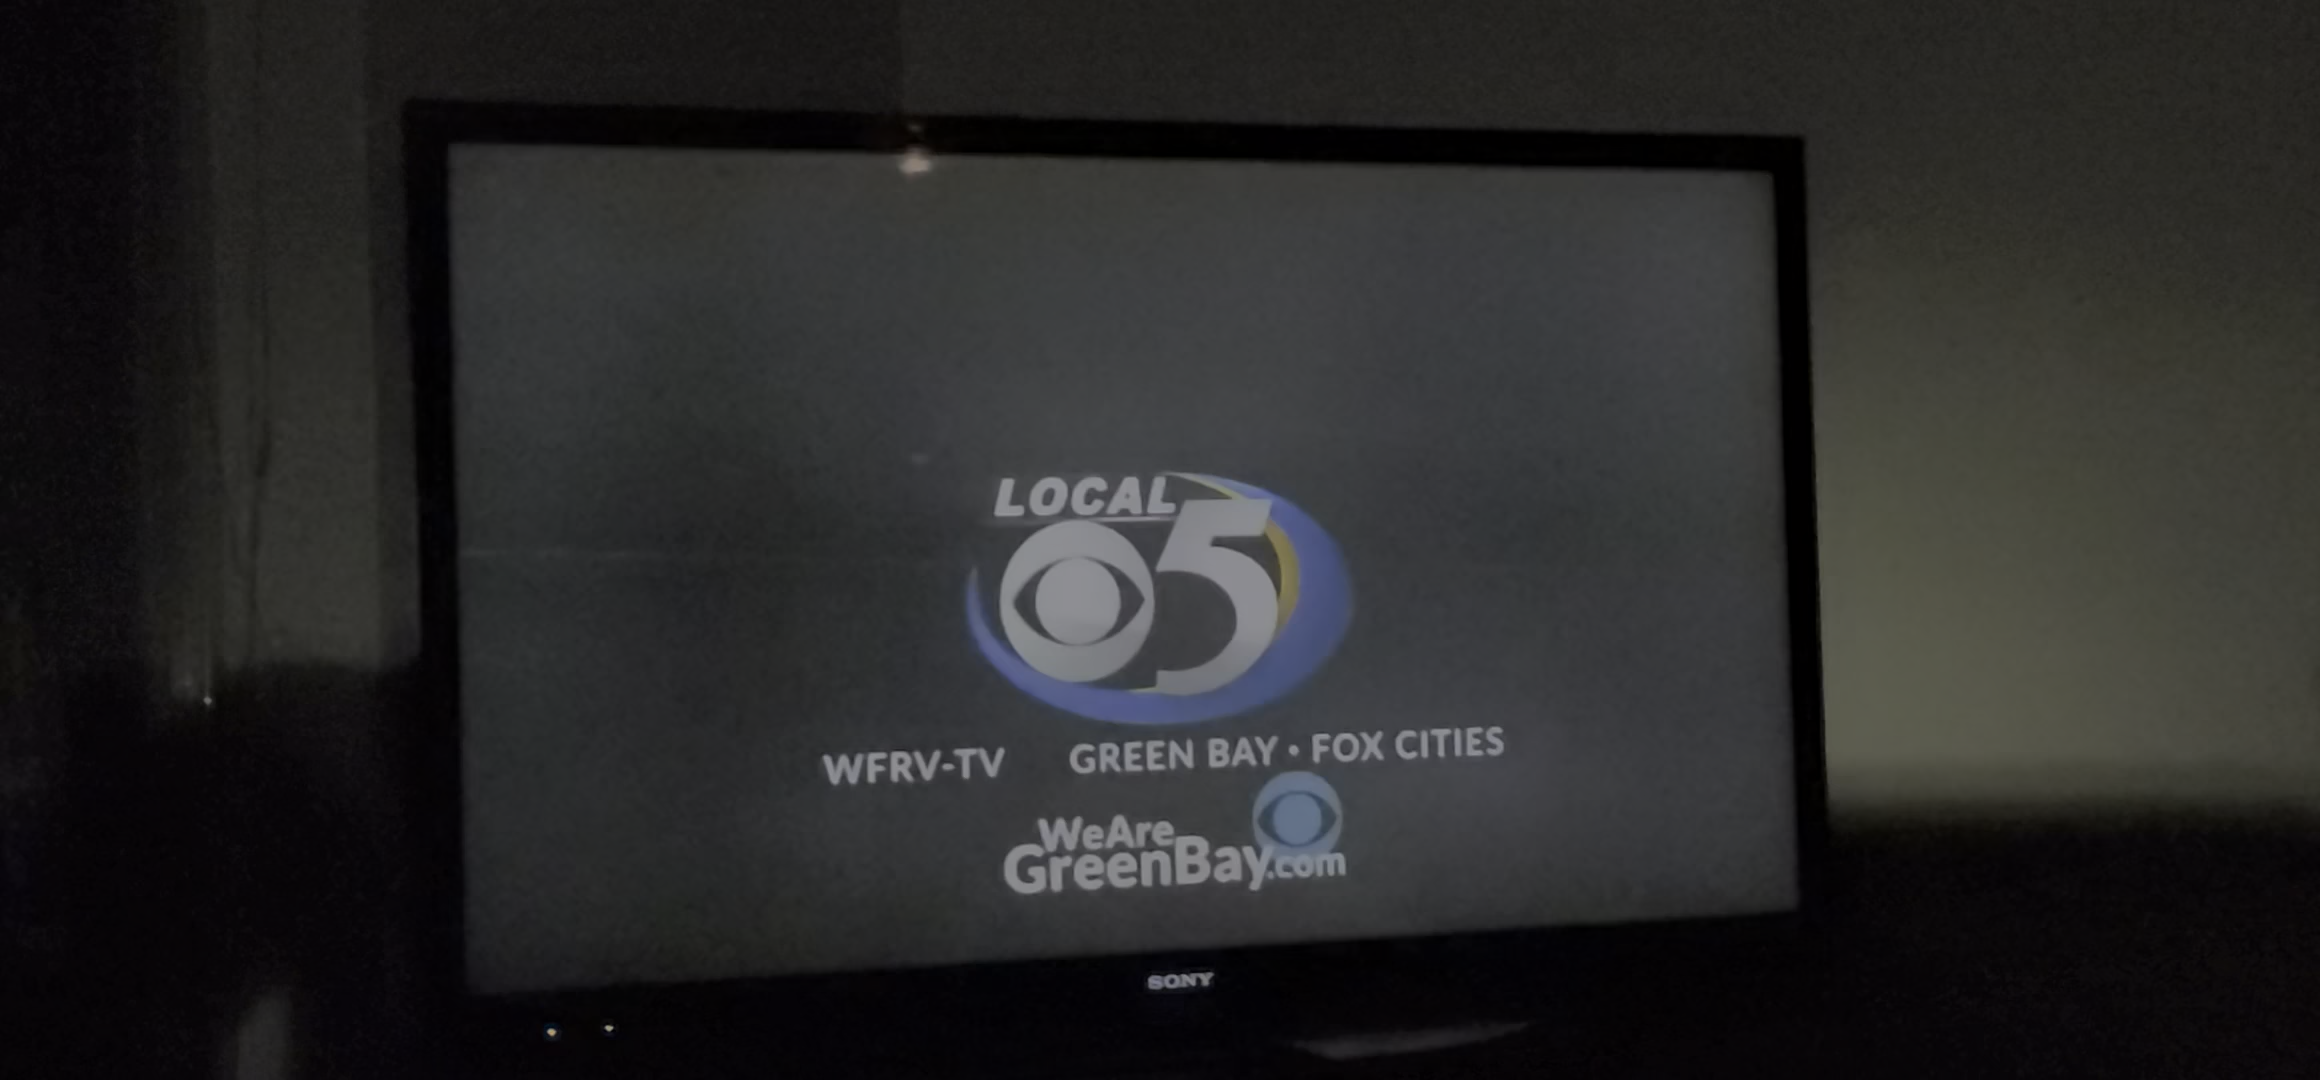 LOCAL
5
WFRV-TV GREEN BAY • FOX CITIES
WeAre
GreenBay.com
SONY